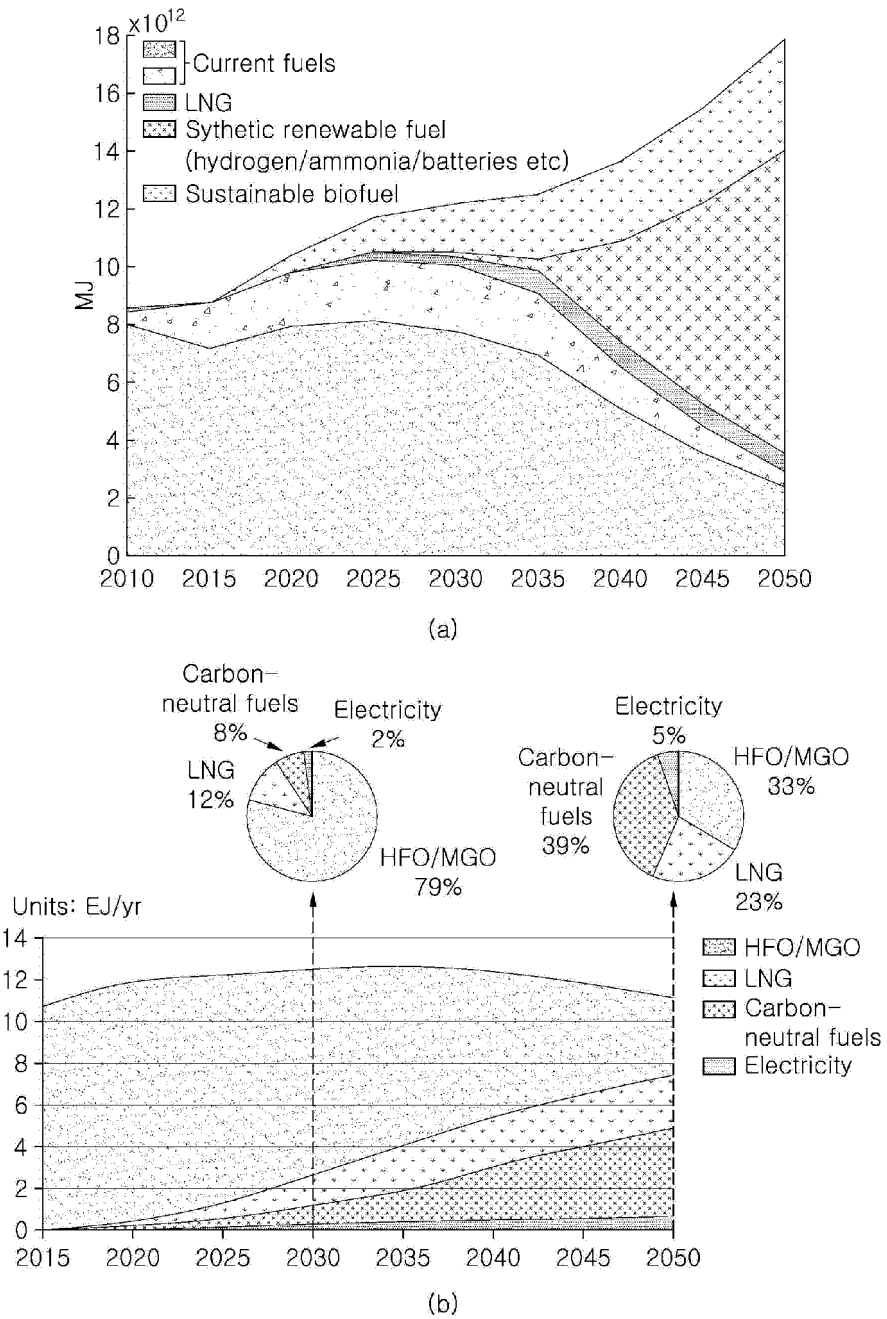 x10^12
18
16
14
12
10
8
6
4
2
0
MJ
Current fuels
LNG
Sythetic renewable fuel
(hydrogen/ammonia/batteries etc)
Sustainable biofuel
2010 2015 2020 2025 2030 2035 2040 2045 2050
(a)
Carbon-
neutral fuels
8%
Electricity
2%
LNG
12%
HFO/MGO
79%
Electricity
5%
Carbon-
neutral
fuels
39%
HFO/MGO
33%
LNG
23%
Units: EJ/yr
14
12
10
8
6
4
2
0
2015 2020 2025 2030 2035 2040 2045 2050
HFO/MGO
LNG
Carbon-
neutral fuels
Electricity
(b)